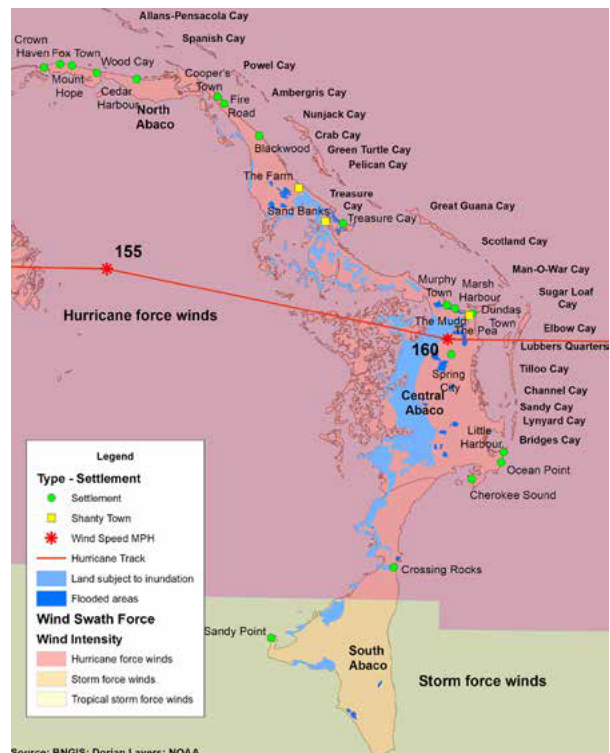 Allans-Pensacola Cay
Spanish Cay
Crown
Haven Fox Town
Wood Cay
Mount
Hope
Cedar
Harbour
North
Abaco
Cooper's
Town
Fire
Road
Powel Cay
Ambergris Cay
Nunjack Cay
Crab Cay
Green Turtle Cay
Pelican Cay
Blackwood
The Farm
Sand Banks
Treasure
Cay
Treasure Cay
Great Guana Cay
Scotland Cay
Man-O-War Cay
155
Hurricane force winds
Murphy
Town
Marsh
Harbour
Dundas
Town
The Mudd
The Pea
Sugar Loaf
Cay
Elbow Cay
Lubbers Quarters
160
Spring
City
Tilloo Cay
Central
Abaco
Channel Cay
Sandy Cay
Lynyard Cay
Little
Harbour
Bridges Cay
Ocean Point
Cherokee Sound
Crossing Rocks
Sandy Point
South
Abaco
Storm force winds
Legend
Type - Settlement
Settlement
Shanty Town
Wind Speed MPH
Hurricane Track
Land subject to inundation
Flooded areas
Wind Swath Force
Wind Intensity
Hurricane force winds
Storm force winds
Tropical storm force winds
Source: BNGIS; Dorian Layers: NOAA